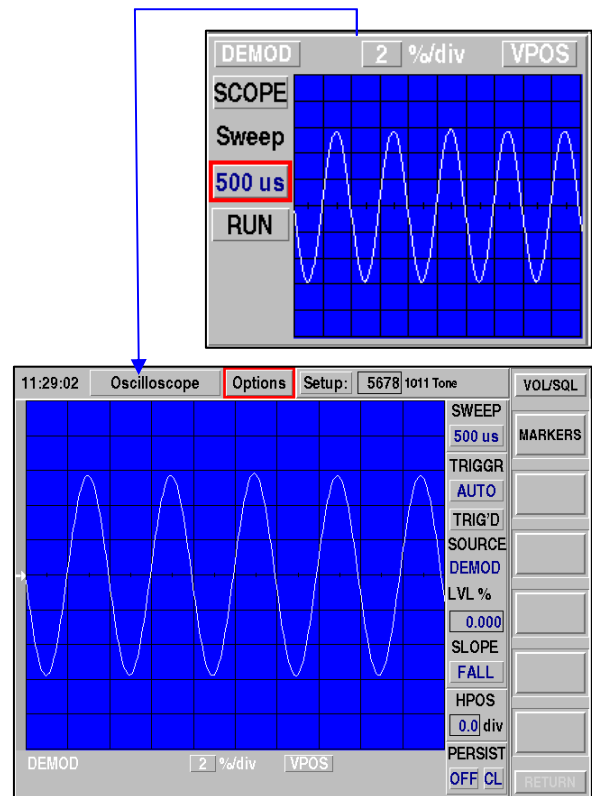 DEMOD 2 %/div VPOS
SCOPE
Sweep
500 us
RUN
11:29:02 Oscilloscope Options Setup: 5678 1011 Tone VOL/SQL
SWEEP
500 us
MARKERS
TRIGGR
AUTO
TRIG'D
SOURCE
DEMOD
LVL %
0.000
SLOPE
FALL
HPOS
0.0 div
PERSIST
OFF CL
DEMOD 2 %/div VPOS
RETURN